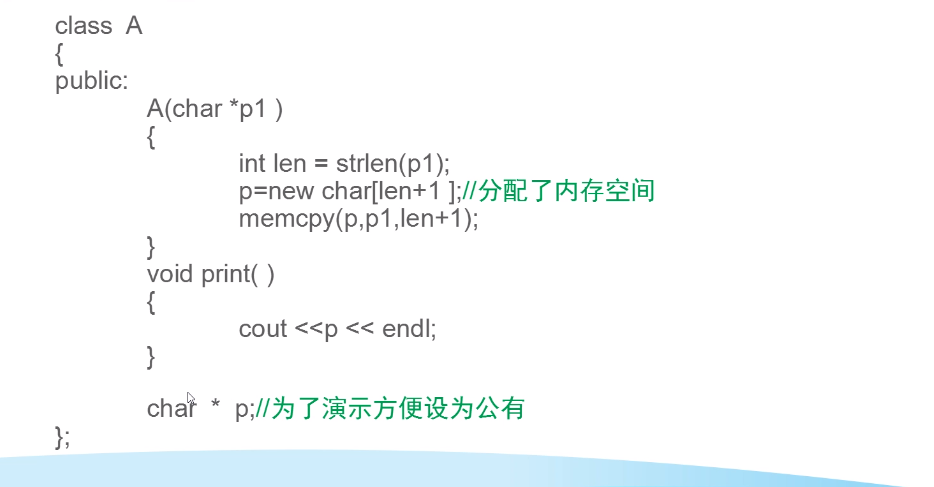 class  A
{
public:
A(char *p1 )
{
int len = strlen(p1);
p=new char[len+1 ];//分配了内存空间
memcpy(p,p1,len+1);
}
void print( )
{
cout <<p << endl;
}
char  *  p;//为了演示方便设为公有
};